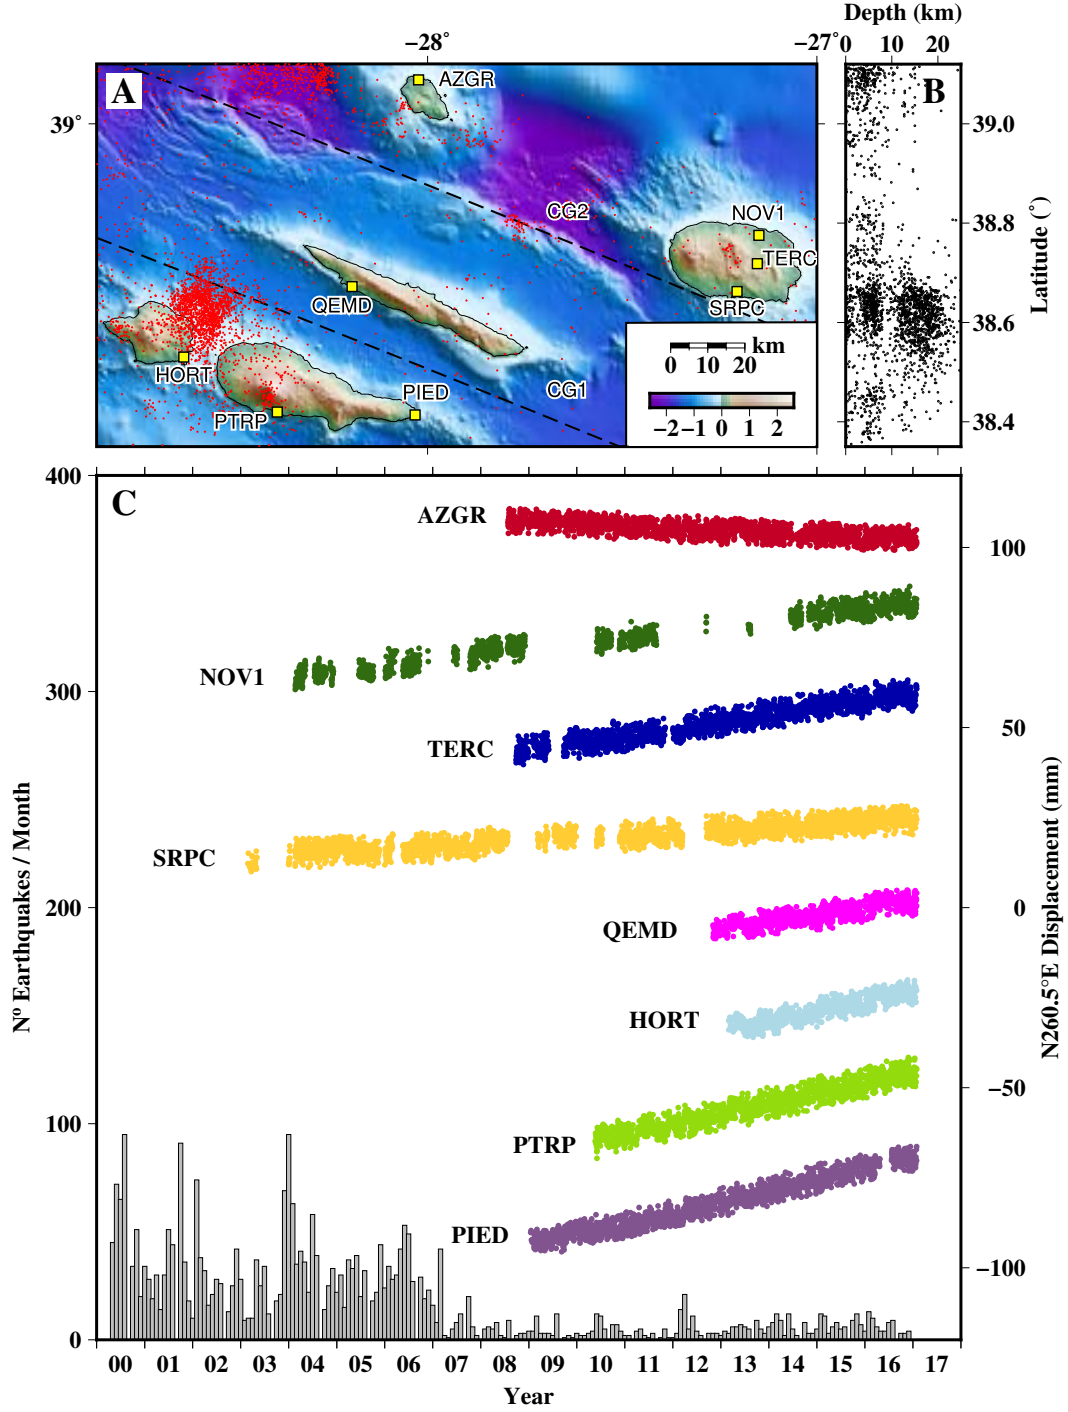 Depth (km)
−28° −27° 0 10 20
A AZGR B
39° 39.0
CG2 NOV1 38.8
TERC
QEMD SRPC
Latitude (°)
0 10 20 km 38.6
HORT CG1
PIED
PTRP −2 −1 0 1 2 38.4
400 C
AZGR
100
300 NOV1
TERC 50
SRPC
200 0
QEMD
HORT
−50
100 PTRP
PIED
−100
0
Nº Earthquakes / Month
N260.5°E Displacement (mm)
00 01 02 03 04 05 06 07 08 09 10 11 12 13 14 15 16 17
Year